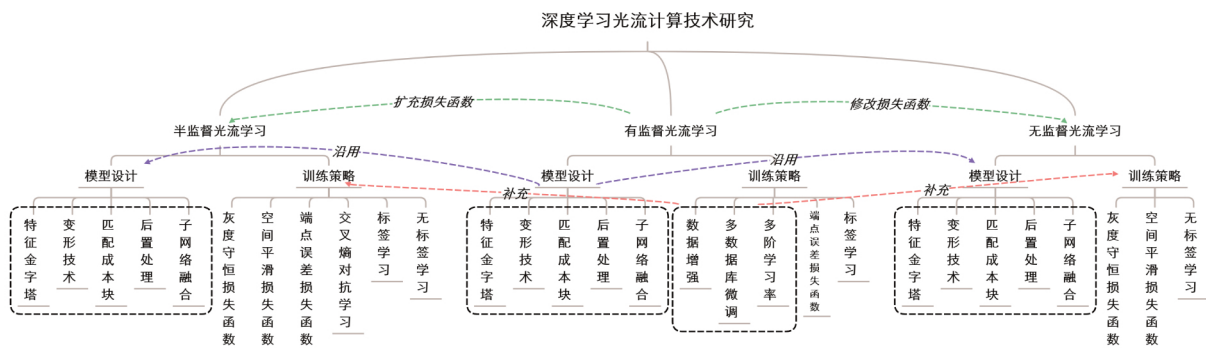 深度学习光流计算技术研究
扩充损失函数
修改损失函数
半监督光流学习
有监督光流学习
无监督光流学习
沿用
沿用
模型设计
训练策略
模型设计
训练策略
模型设计
训练策略
补充
补充
特征金字塔
变形技术
匹配成本块
后置处理
子网络融合
灰度守恒损失函数
空间平滑损失函数
端点误差损失函数
交叉熵对抗学习
标签学习
无标签学习
特征金字塔
变形技术
匹配成本块
后置处理
子网络融合
数据增强
多数据库微调
多阶学习率
端点误差损失函数
标签学习
特征金字塔
变形技术
匹配成本块
后置处理
子网络融合
灰度守恒损失函数
空间平滑损失函数
无标签学习